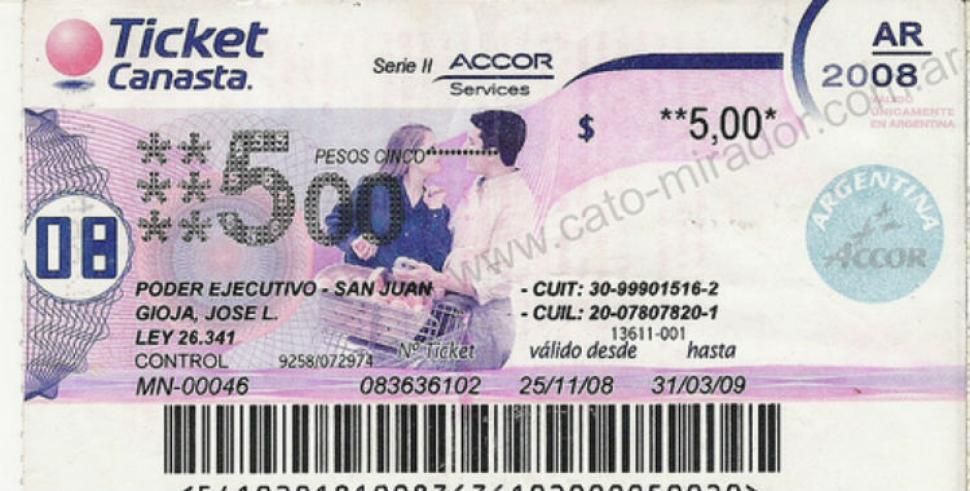 Ticket
Canasta.
Serie II ACCOR
Services
AR
2008
VALIDO
UNICAMENTE
EN ARGENTINA
$ **5,00*
PESOS CINCO**********
***500
08
ARGENTINA
ACCOR
www.cato-mirador.com.ar
PODER EJECUTIVO - SAN JUAN - CUIT: 30-99901516-2
GIOJA, JOSE L. - CUIL: 20-07807820-1
LEY 26.341 13611-001
CONTROL 9258/072974 Nº Ticket válido desde hasta
MN-00046 083636102 25/11/08 31/03/09